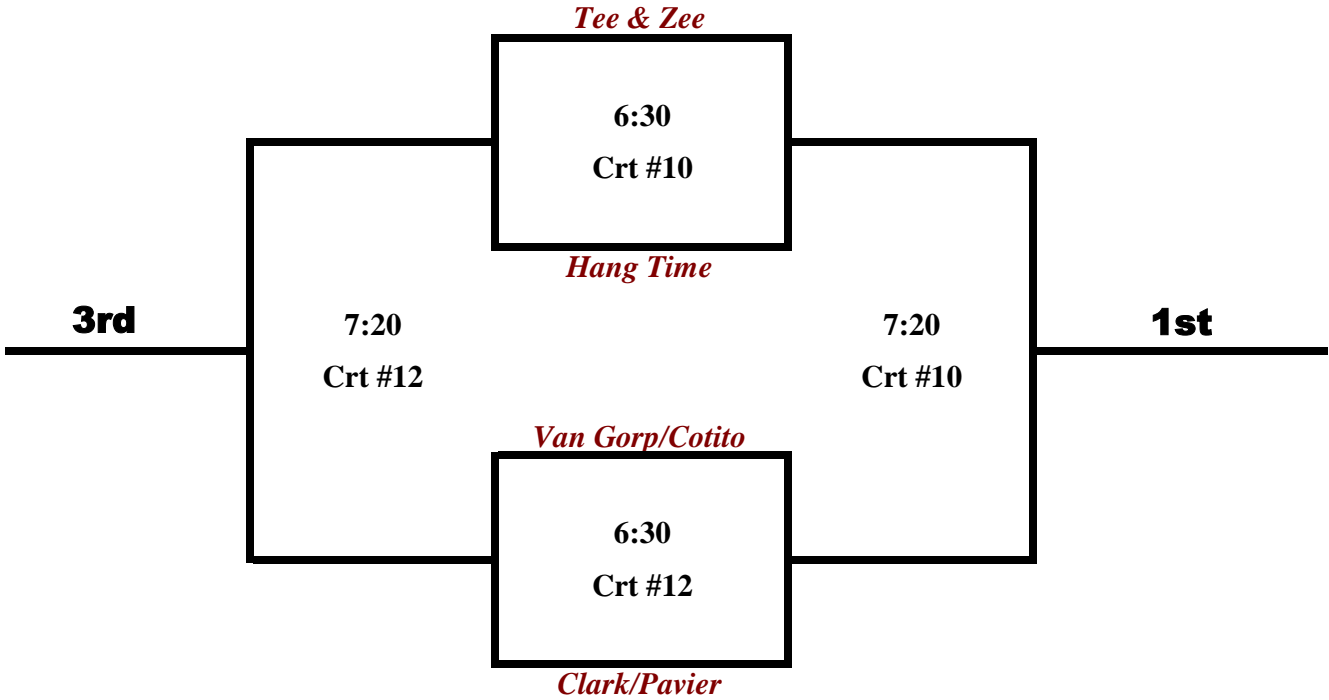 Tee & Zee
6:30
Crt #10
Hang Time
3rd
7:20
Crt #12
7:20
Crt #10
1st
Van Gorp/Cotito
6:30
Crt #12
Clark/Pavier